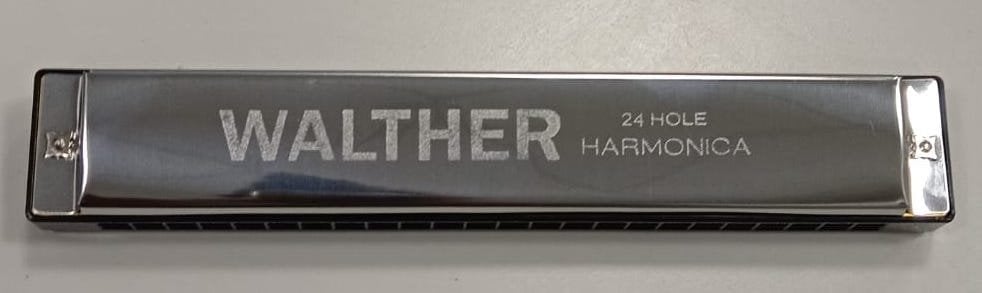 WALTHER
24 HOLE
HARMONICA